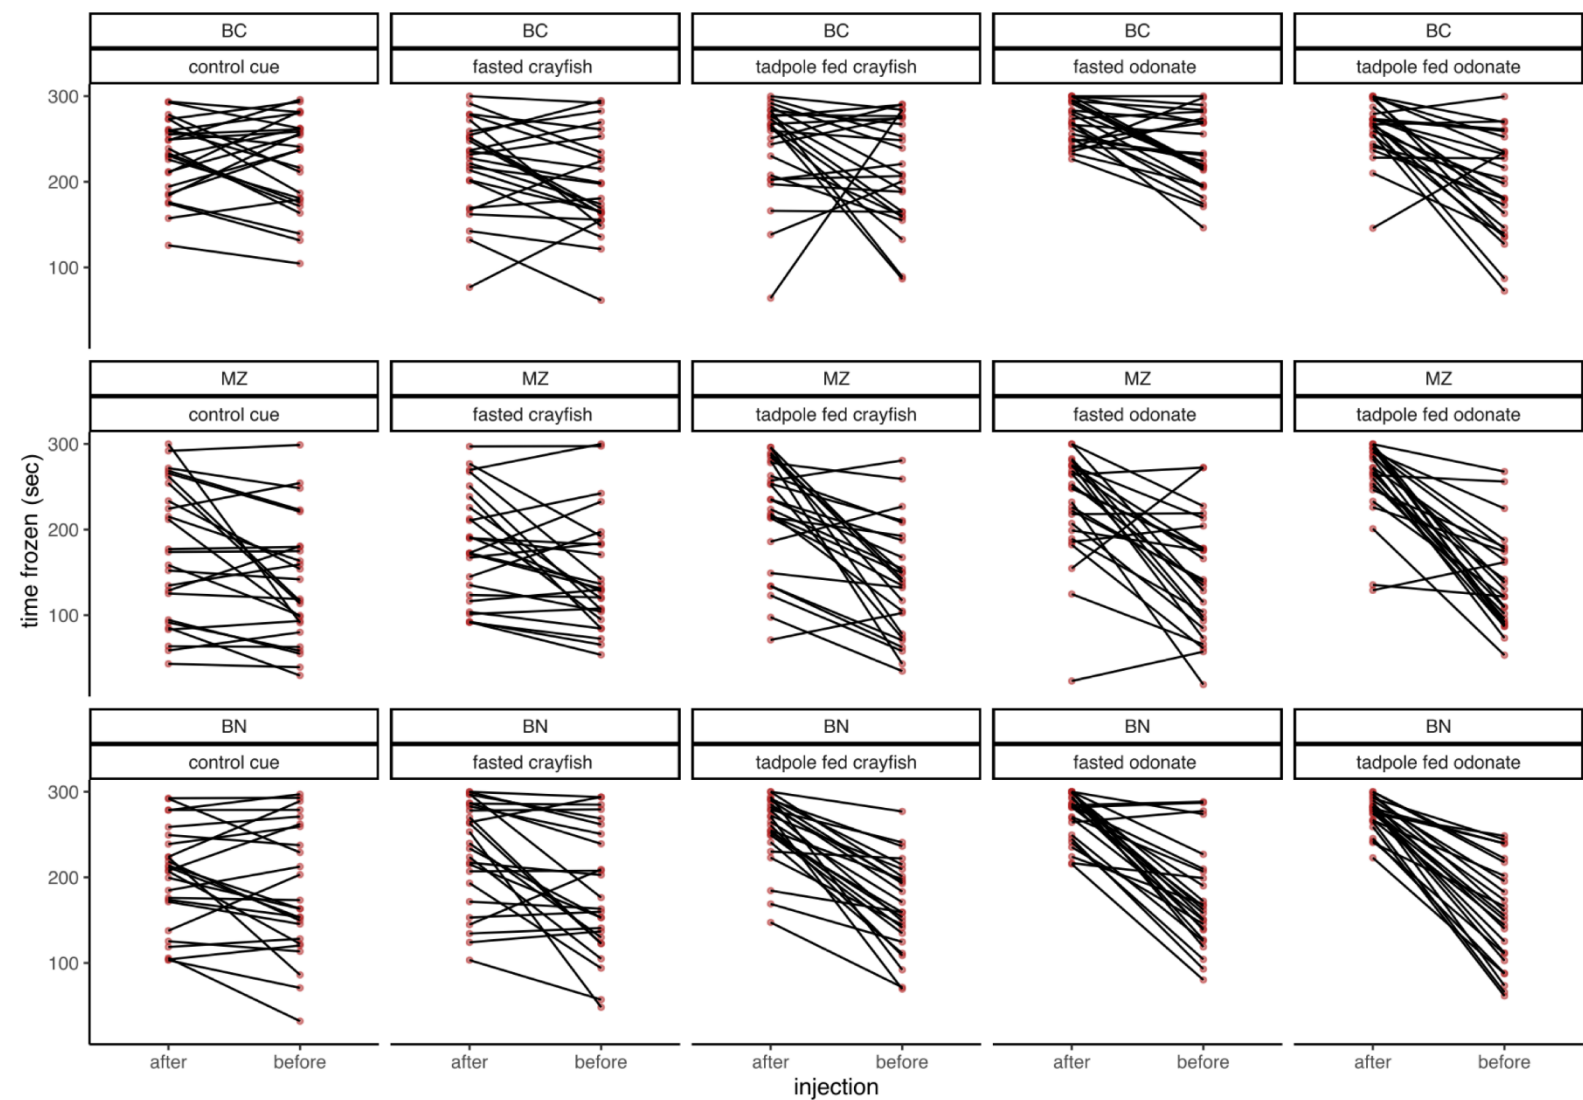 BC BC BC BC BC
control cue fasted crayfish tadpole fed crayfish fasted odonate tadpole fed odonate
300
200
100
MZ MZ MZ MZ MZ
control cue fasted crayfish tadpole fed crayfish fasted odonate tadpole fed odonate
300
200
100
time frozen (sec)
BN BN BN BN BN
control cue fasted crayfish tadpole fed crayfish fasted odonate tadpole fed odonate
300
200
100
after before after before after before after before after before
injection